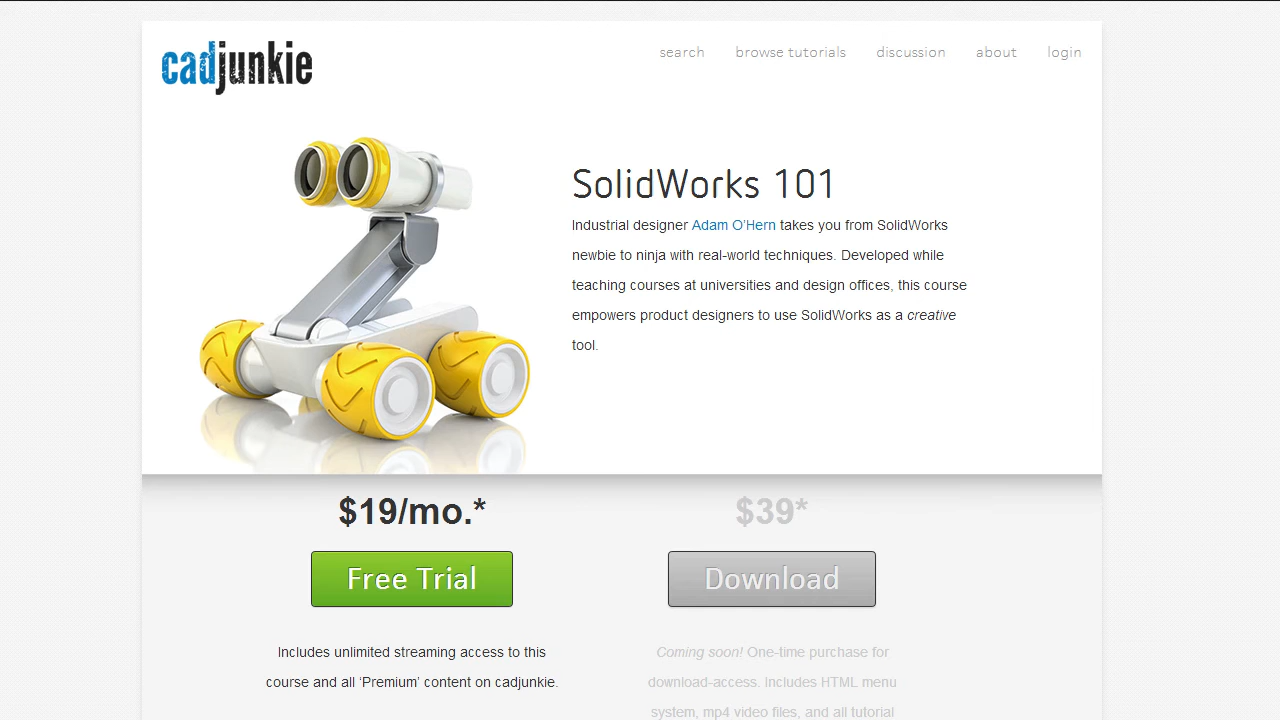 cadjunkie
search browse tutorials discussion about login
SolidWorks 101
Industrial designer Adam O'Hern takes you from SolidWorks
newbie to ninja with real-world techniques. Developed while
teaching courses at universities and design offices, this course
empowers product designers to use SolidWorks as a creative
tool.
$19/mo.*
Free Trial
Includes unlimited streaming access to this
course and all ‘Premium’ content on cadjunkie.
$39*
Download
Coming soon! One-time purchase for
download-access. Includes HTML menu
system, mp4 video files, and all tutorial